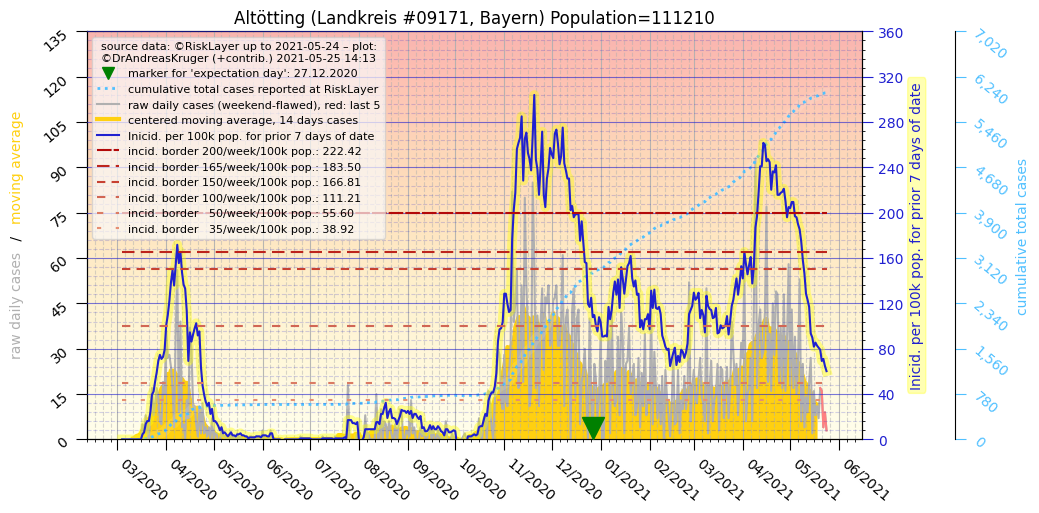 Altötting (Landkreis #09171, Bayern) Population=111210
source data: ©RiskLayer up to 2021-05-24 – plot:
©DrAndreasKruger (+contrib.) 2021-05-25 14:13
marker for 'expectation day': 27.12.2020
cumulative total cases reported at RiskLayer
raw daily cases (weekend-flawed), red: last 5
centered moving average, 14 days cases
Inicid. per 100k pop. for prior 7 days of date
incid. border 200/week/100k pop.: 222.42
incid. border 165/week/100k pop.: 183.50
incid. border 150/week/100k pop.: 166.81
incid. border 100/week/100k pop.: 111.21
incid. border   50/week/100k pop.: 55.60
incid. border   35/week/100k pop.: 38.92
raw daily cases / moving average
135
120
105
90
75
60
45
30
15
0
03/2020
04/2020
05/2020
06/2020
07/2020
08/2020
09/2020
10/2020
11/2020
12/2020
01/2021
02/2021
03/2021
04/2021
05/2021
06/2021
360
320
280
240
200
160
120
80
40
0
Inicid. per 100k pop. for prior 7 days of date
7,020
6,240
5,460
4,680
3,900
3,120
2,340
1,560
780
0
cumulative total cases